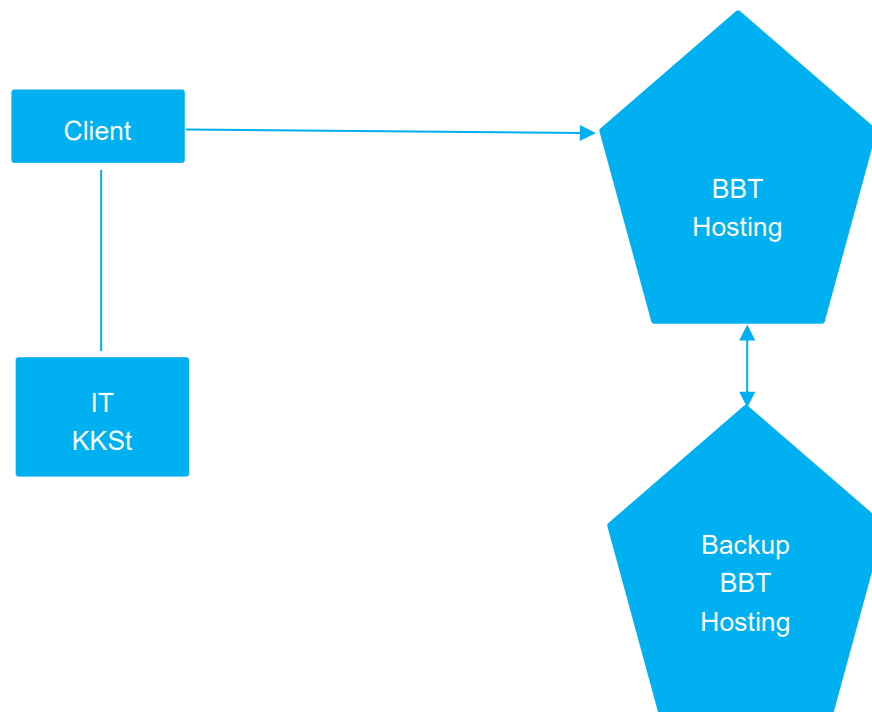 Client
BBT
Hosting
IT
KKSt
Backup
BBT
Hosting